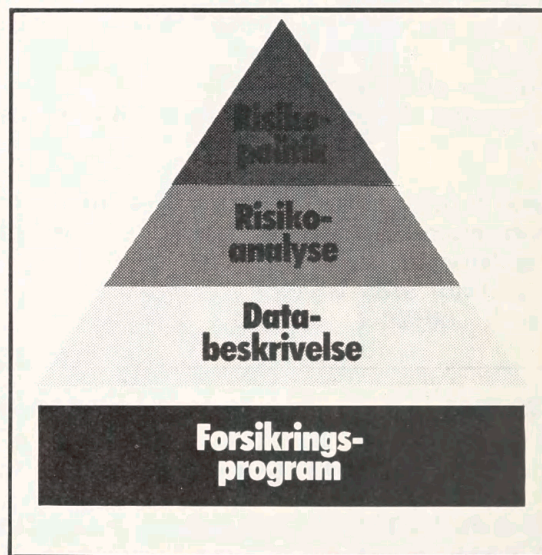 Risiko-
politik
Risiko-
analyse
Data-
beskrivelse
Forsikrings-
program